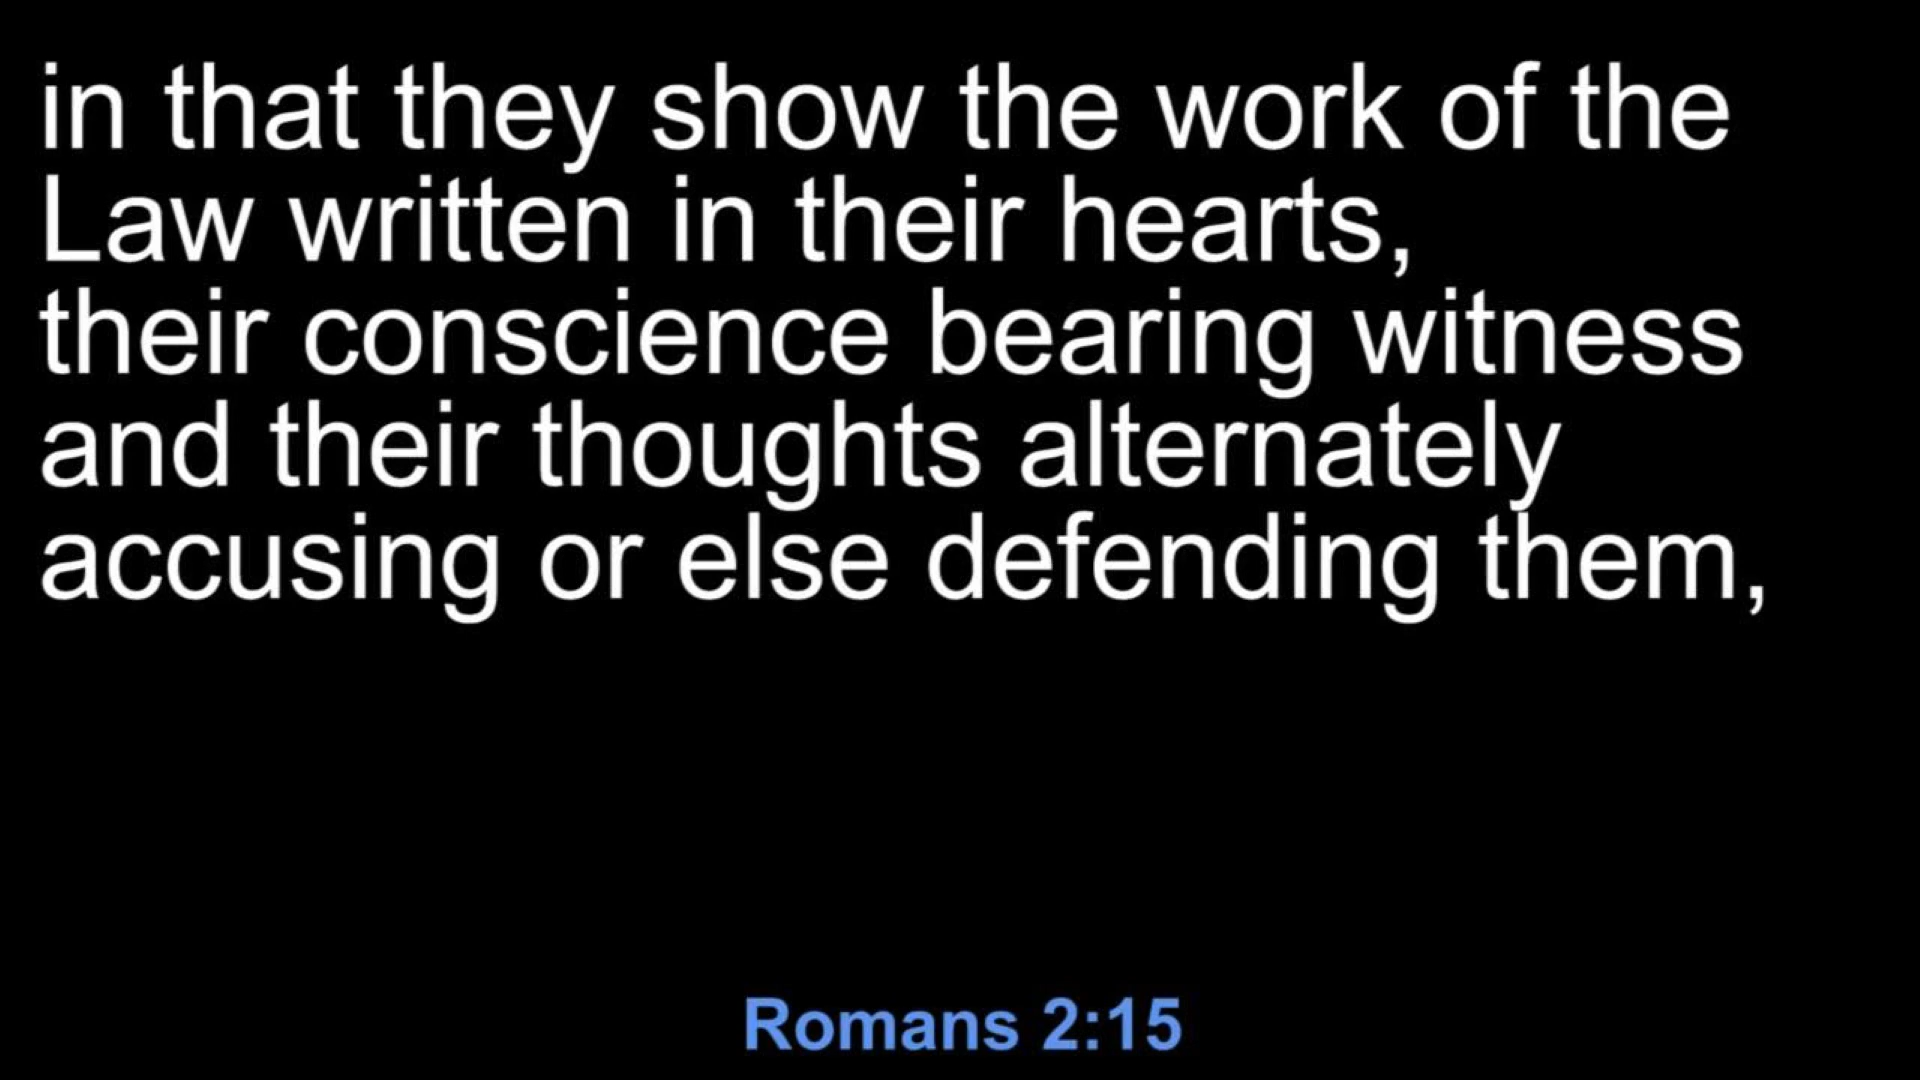 in that they show the work of the
Law written in their hearts,
their conscience bearing witness
and their thoughts alternately
accusing or else defending them,
Romans 2:15